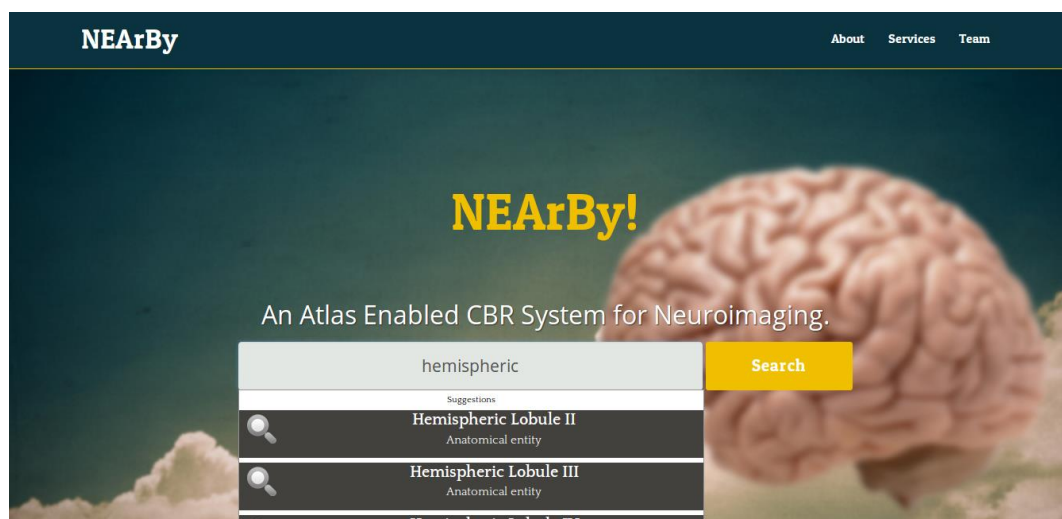 NEArBy
About Services Team
NEArBy!
An Atlas Enabled CBR System for Neuroimaging.
hemispheric
Search
Suggestions
Hemispheric Lobule II
Anatomical entity
Hemispheric Lobule III
Anatomical entity